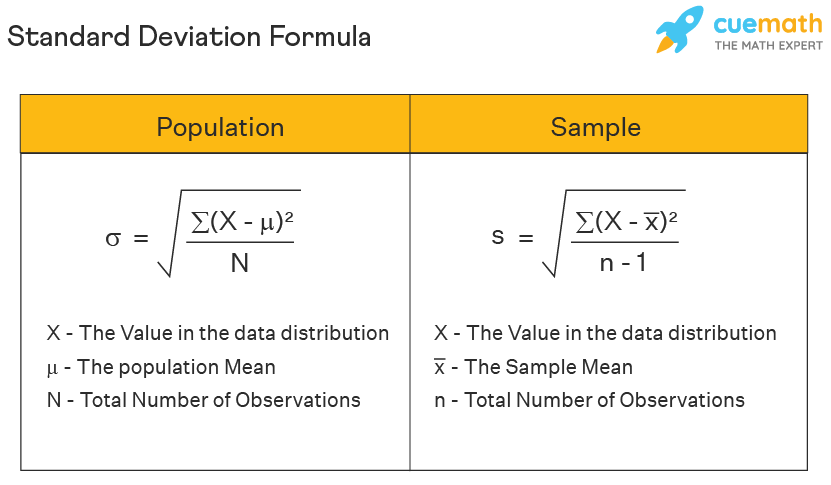 Standard Deviation Formula
cuemath
THE MATH EXPERT
Population
Sample
σ = √(∑(X - μ)² / N)
s = √(∑(X - x̅)² / n - 1)
X - The Value in the data distribution
μ - The population Mean
N - Total Number of Observations
X - The Value in the data distribution
x̅ - The Sample Mean
n - Total Number of Observations